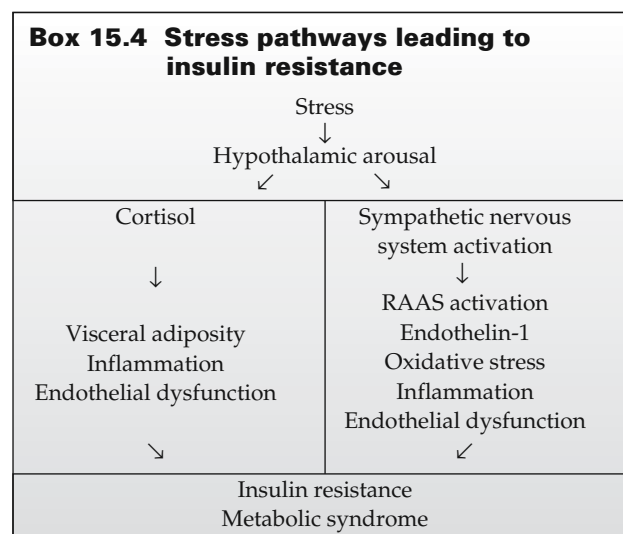 Box 15.4 Stress pathways leading to
insulin resistance
Stress
↓
Hypothalamic arousal
↙ ↘
Cortisol
↓
Visceral adiposity
Inflammation
Endothelial dysfunction
↘
Sympathetic nervous
system activation
↓
RAAS activation
Endothelin-1
Oxidative stress
Inflammation
Endothelial dysfunction
↙
Insulin resistance
Metabolic syndrome